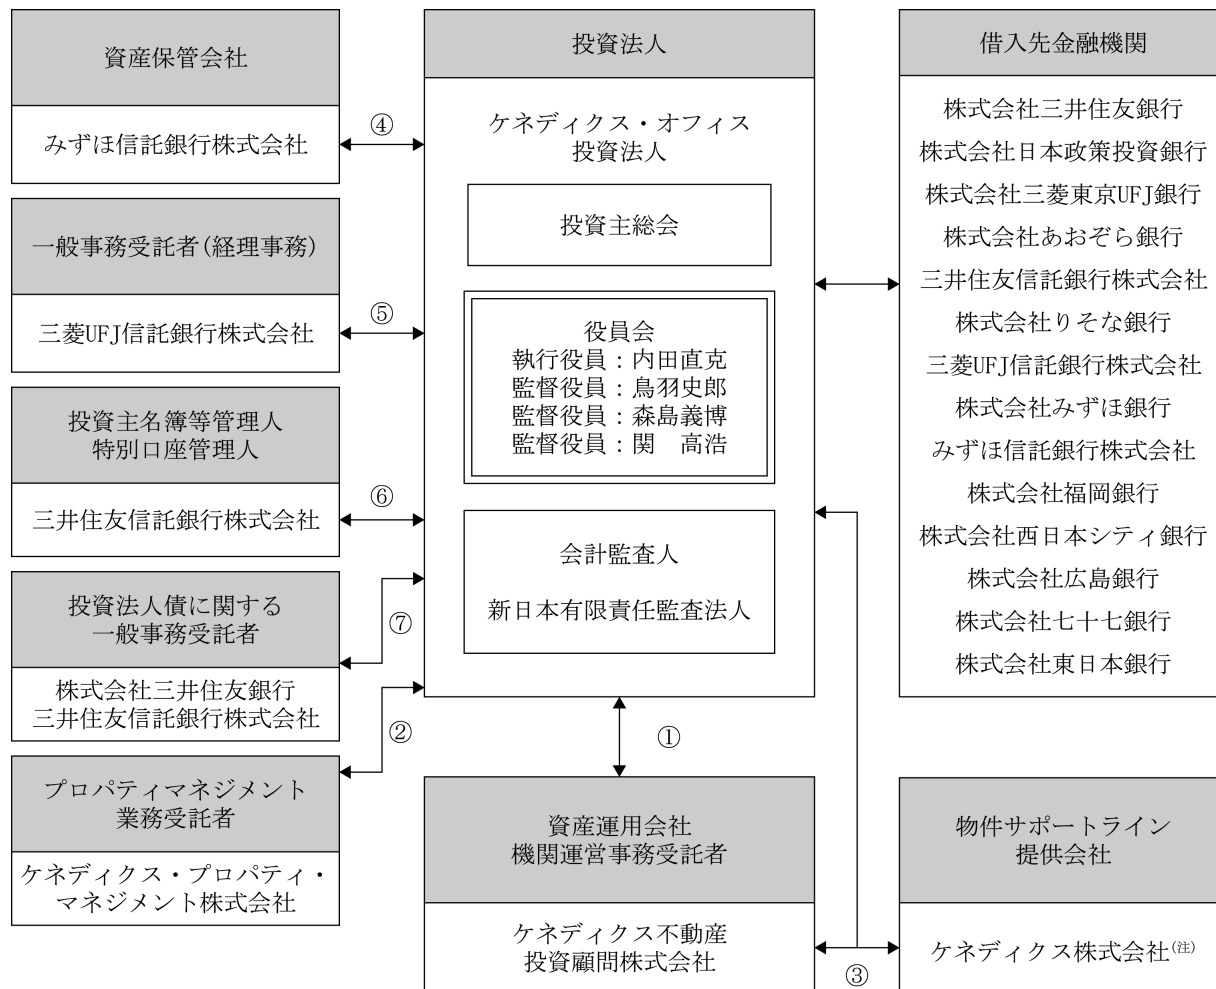 資産保管会社
みずほ信託銀行株式会社
④
一般事務受託者(経理事務)
三菱UFJ信託銀行株式会社
⑤
投資主名簿等管理人
特別口座管理人
三井住友信託銀行株式会社
⑥
投資法人債に関する
一般事務受託者
株式会社三井住友銀行
三井住友信託銀行株式会社
⑦
プロパティマネジメント
業務受託者
ケネディクス・プロパティ・
マネジメント株式会社
②
投資法人
ケネディクス・オフィス
投資法人
投資主総会
役員会
執行役員：内田直克
監督役員：鳥羽史郎
監督役員：森島義博
監督役員：関　高浩
会計監査人
新日本有限責任監査法人
①
資産運用会社
機関運営事務受託者
ケネディクス不動産
投資顧問株式会社
③
借入先金融機関
株式会社三井住友銀行
株式会社日本政策投資銀行
株式会社三菱東京UFJ銀行
株式会社あおぞら銀行
三井住友信託銀行株式会社
株式会社りそな銀行
三菱UFJ信託銀行株式会社
株式会社みずほ銀行
みずほ信託銀行株式会社
株式会社福岡銀行
株式会社西日本シティ銀行
株式会社広島銀行
株式会社七十七銀行
株式会社東日本銀行
物件サポートライン
提供会社
ケネディクス株式会社(注)